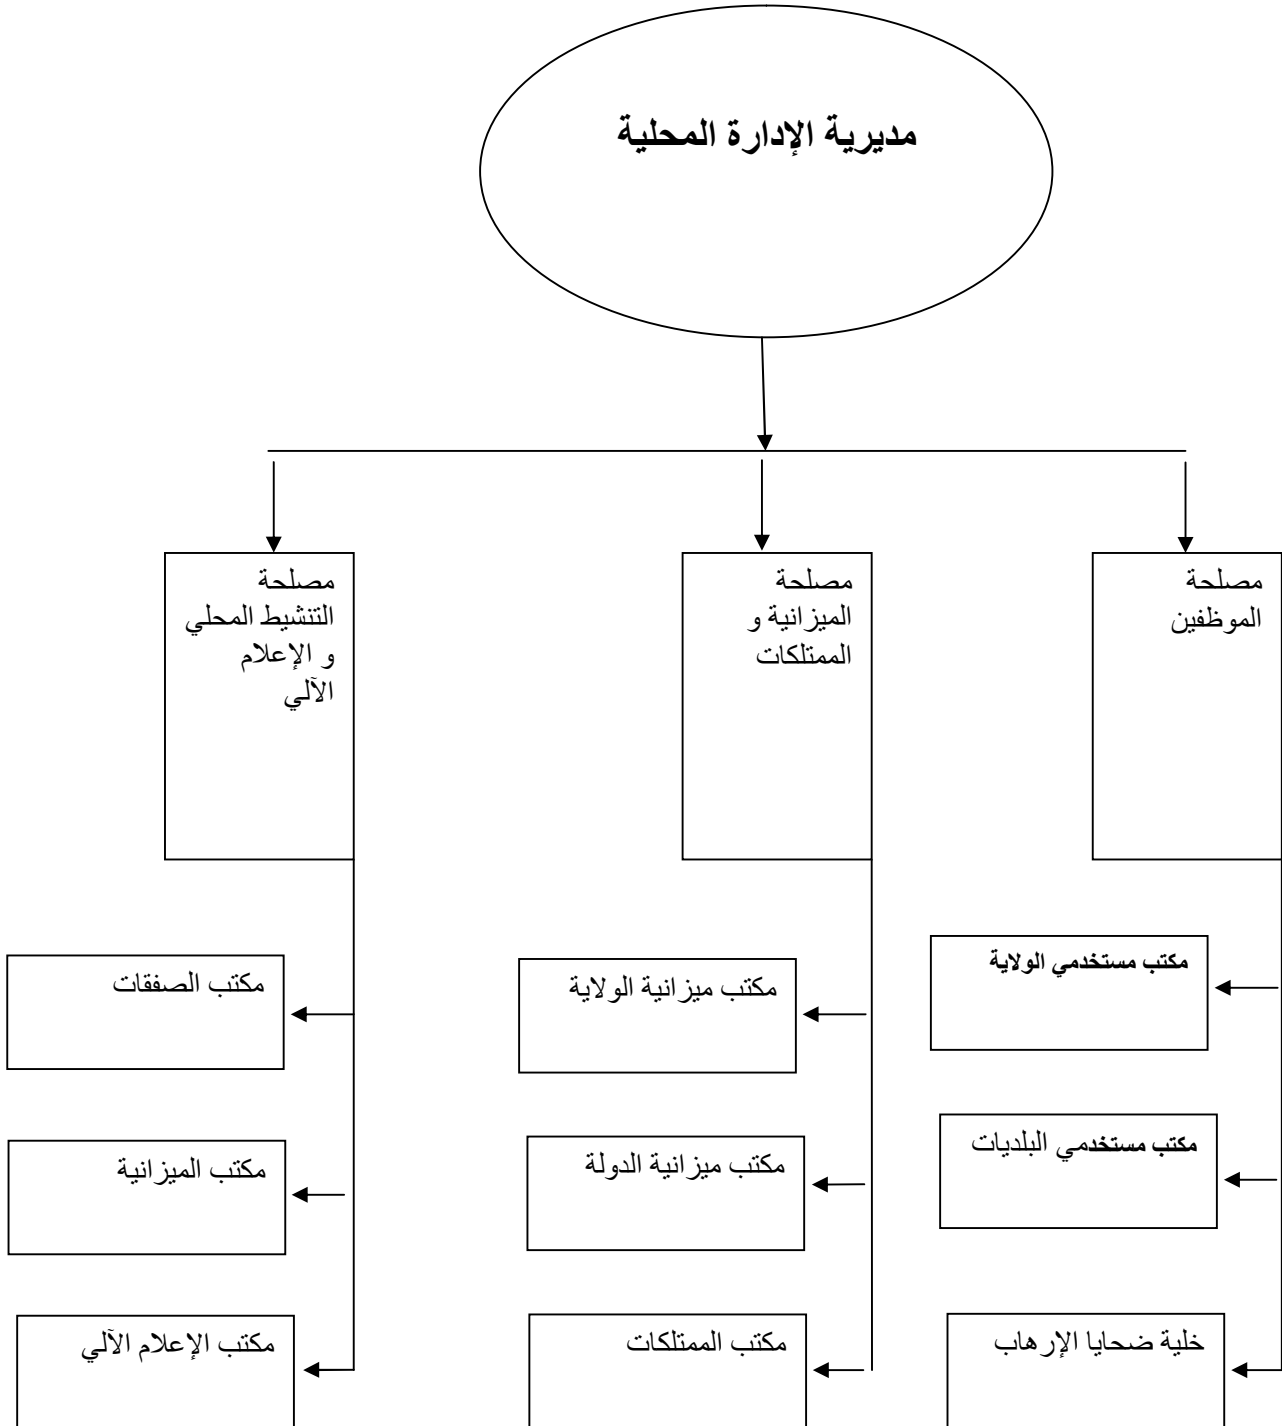 مديرية الإدارة المحلية
مصلحة
الموظفين
مصلحة
الميزانية و
الممتلكات
مصلحة
التنشيط المحلي
و الإعلام
الآلي
مكتب مستخدمي الولاية
مكتب ميزانية الولاية
مكتب الصفقات
مكتب مستخدمي البلديات
مكتب ميزانية الدولة
مكتب الميزانية
خلية ضحايا الإرهاب
مكتب الممتلكات
مكتب الإعلام الآلي